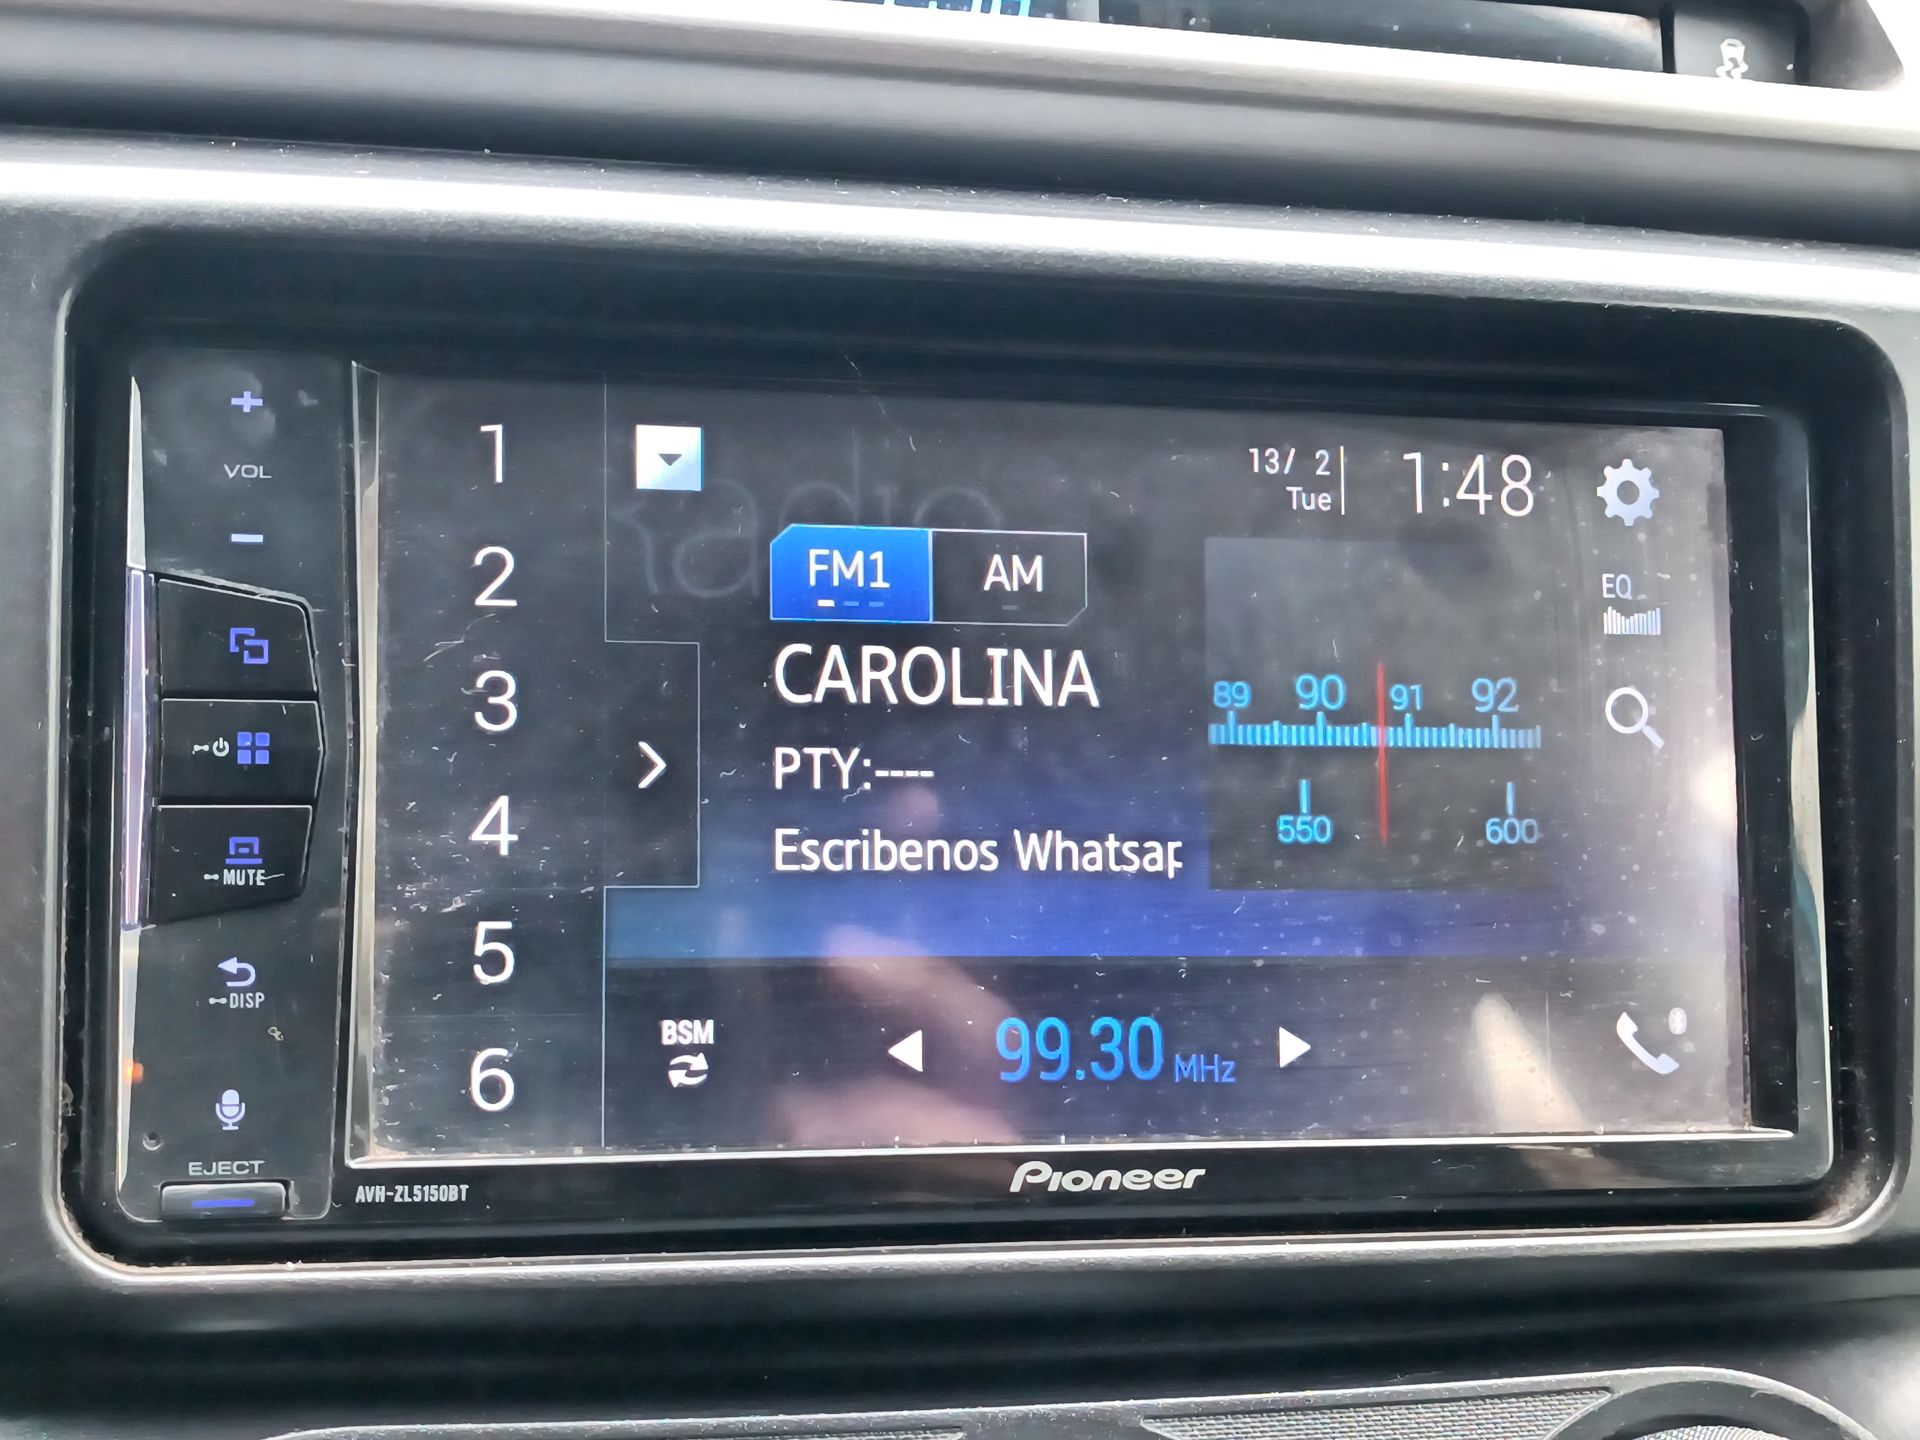 VOL
MUTE
DISP
EJECT
1
2
3
4
5
6
Radio
13/ 2
Tue
1:48
FM1
AM
EQ
CAROLINA
PTY:----
Escribenos Whatsap
89 90 91 92
550 600
BSM
99.30 MHz
AVH-ZL5150BT
Pioneer